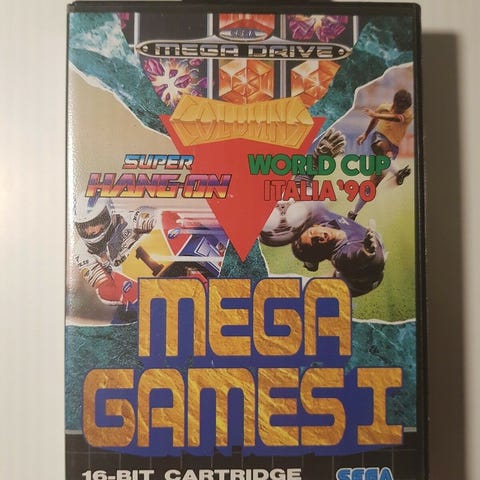 SEGA
MEGA DRIVE
COLUMNS
SUPER
HANG-ON
WORLD CUP
ITALIA '90
MEGA
GAMES I
16-BIT CARTRIDGE
SEGA